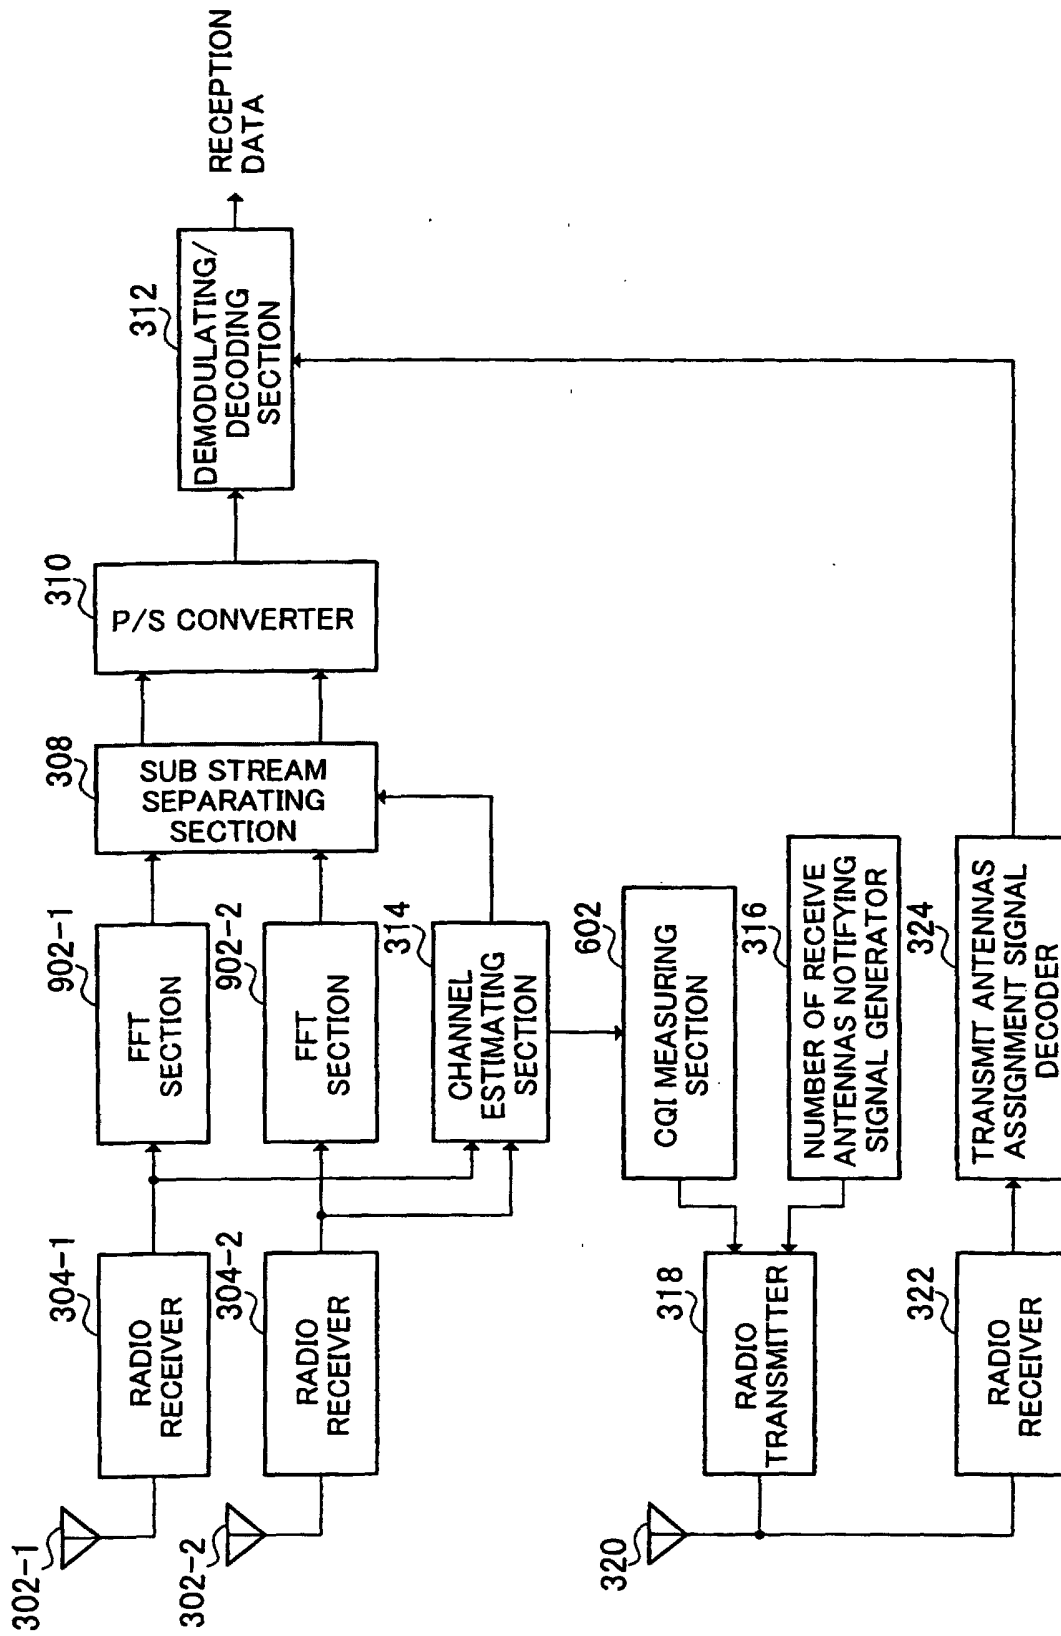 302-1
304-1
RADIO
RECEIVER
902-1
FFT
SECTION
308
SUB STREAM
SEPARATING
SECTION
310
P/S CONVERTER
312
DEMODULATING/
DECODING
SECTION
RECEPTION
DATA
302-2
304-2
RADIO
RECEIVER
902-2
FFT
SECTION
314
CHANNEL
ESTIMATING
SECTION
602
CQI MEASURING
SECTION
316
NUMBER OF RECEIVE
ANTENNAS NOTIFYING
SIGNAL GENERATOR
320
318
RADIO
TRANSMITTER
322
RADIO
RECEIVER
324
TRANSMIT ANTENNAS
ASSIGNMENT SIGNAL
DECODER